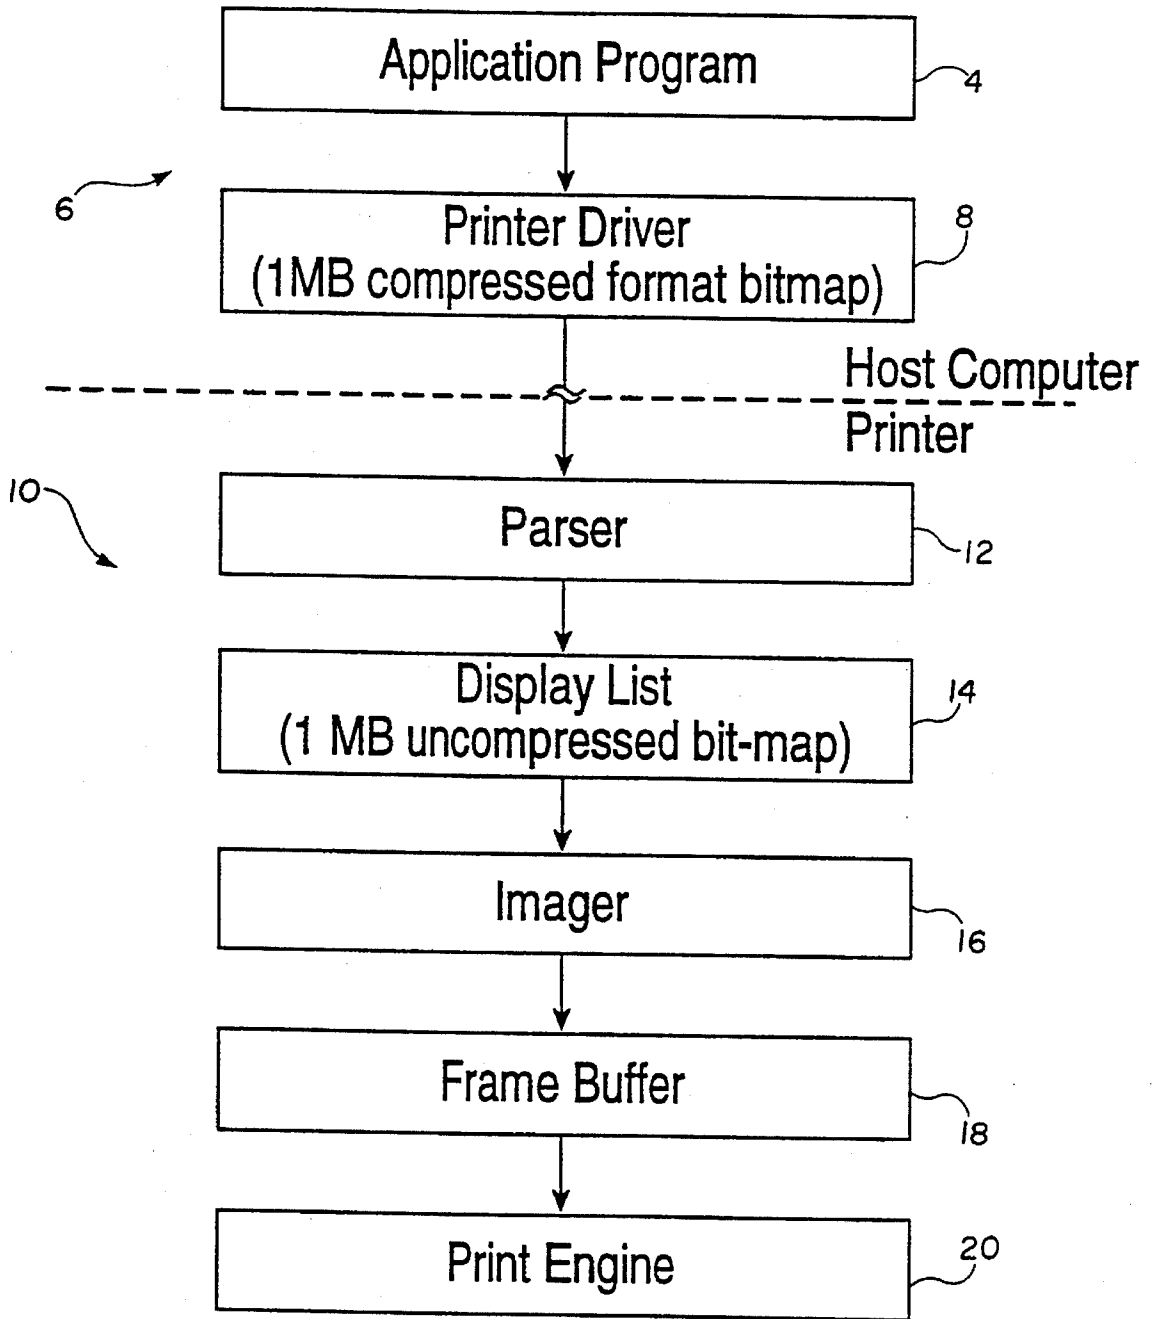 Application Program
4
6
Printer Driver
(1MB compressed format bitmap)
8
Host Computer
Printer
10
Parser
12
Display List
(1 MB uncompressed bit-map)
14
Imager
16
Frame Buffer
18
Print Engine
20